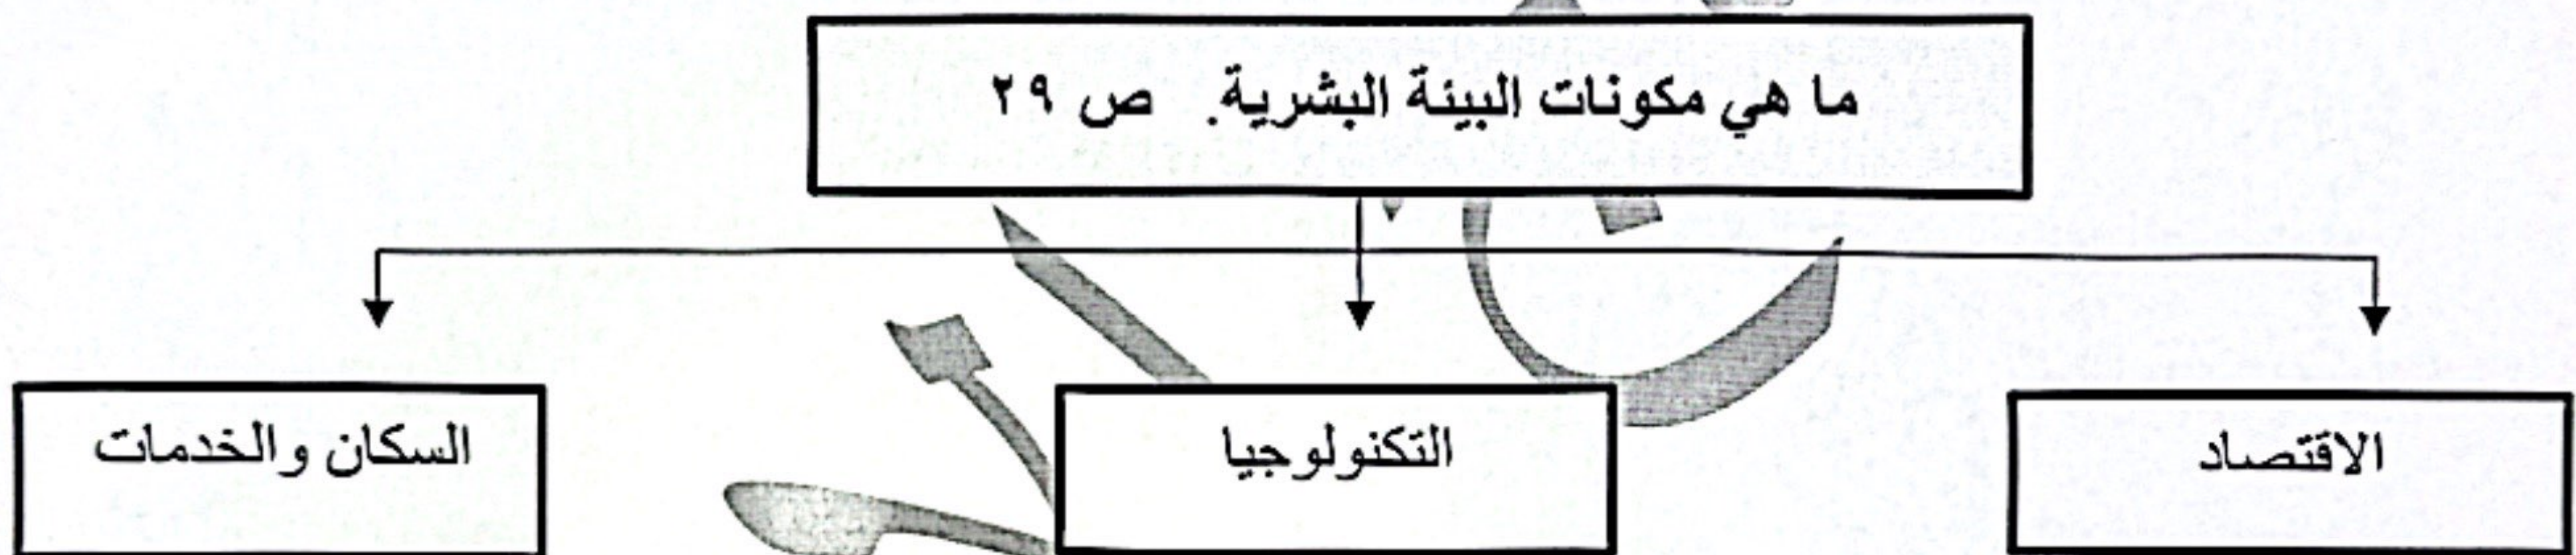 ما هي مكونات البيئة البشرية. ص ٢٩
الاقتصاد
التكنولوجيا
السكان والخدمات